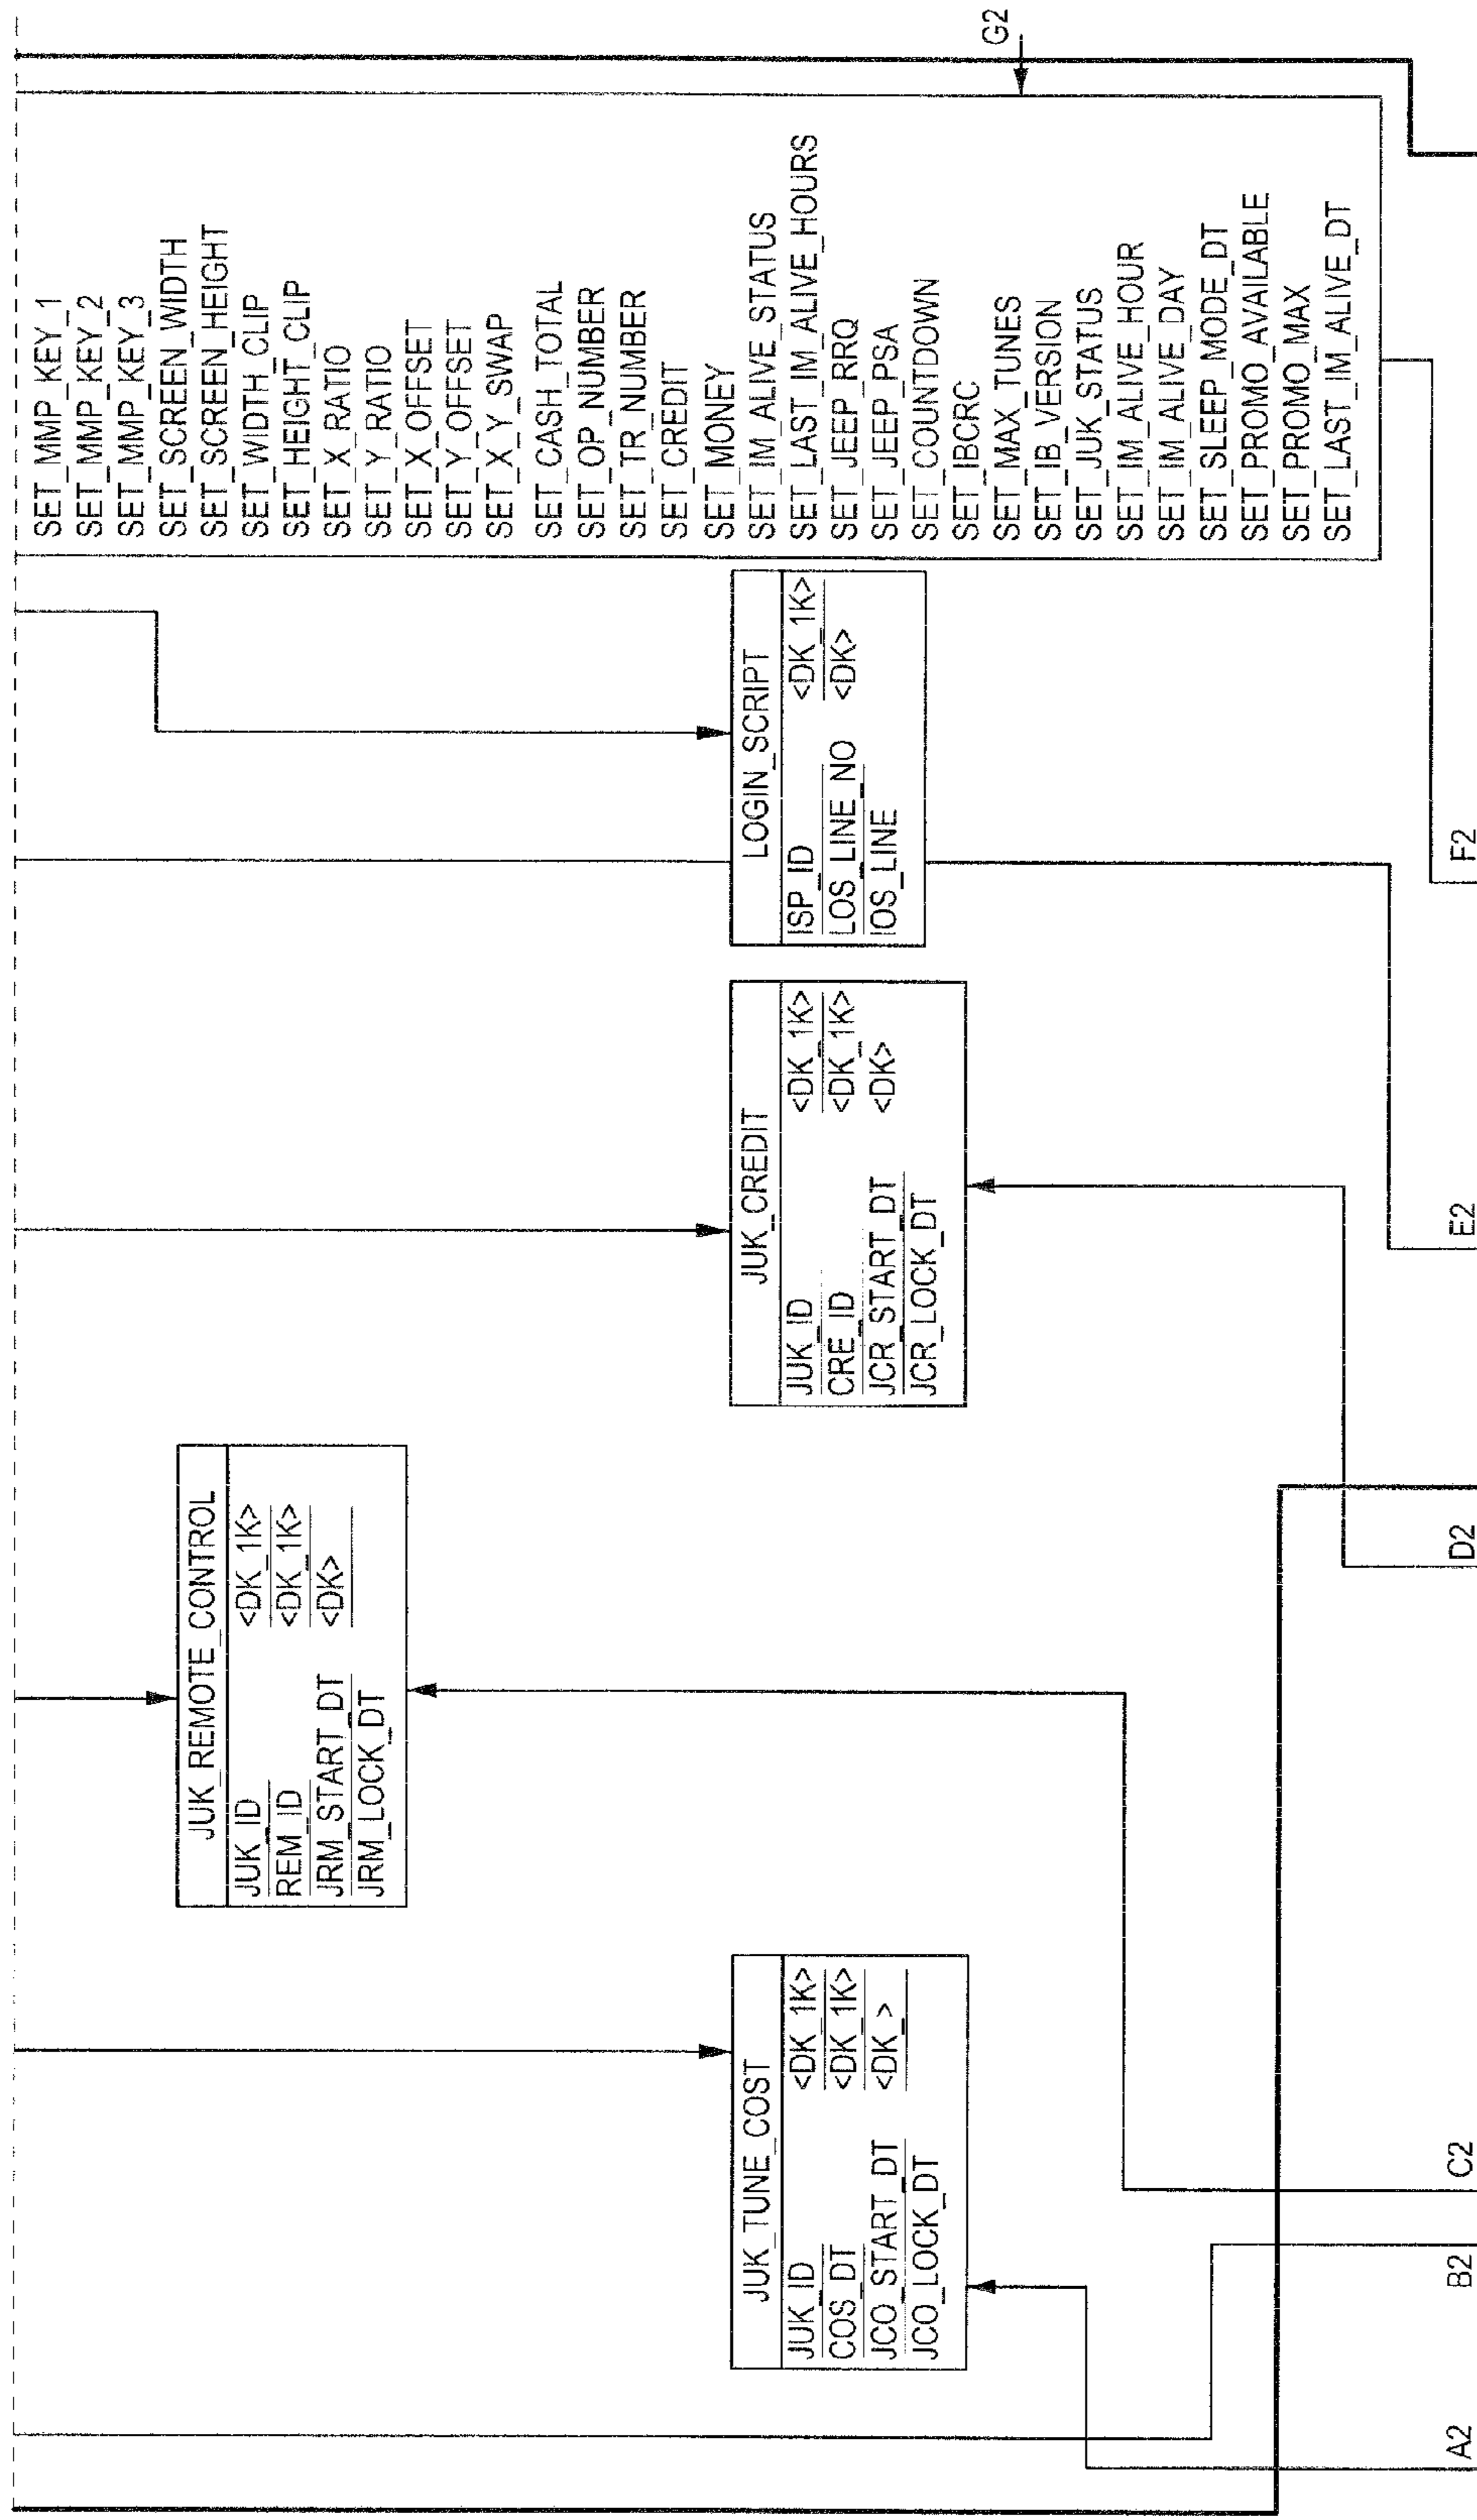 JUK_TUNE_COST
JUK_ID <DK_1K>
COS_DT <DK_1K>
JCO_START_DT <DK_>
JCO_LOCK_DT
JUK_REMOTE_CONTROL
JUK_ID <DK_1K>
REM_ID <DK_1K>
JRM_START_DT <DK>
JRM_LOCK_DT
JUK_CREDIT
JUK_ID <DK_1K>
CRE_ID <DK_1K>
JCR_START_DT <DK>
JCR_LOCK_DT
LOGIN_SCRIPT
ISP_ID <DK_1K>
LOS_LINE_NO <DK>
IOS_LINE
SET_MMP_KEY_1
SET_MMP_KEY_2
SET_MMP_KEY_3
SET_SCREEN_WIDTH
SET_SCREEN_HEIGHT
SET_WIDTH_CLIP
SET_HEIGHT_CLIP
SET_X_RATIO
SET_Y_RATIO
SET_X_OFFSET
SET_Y_OFFSET
SET_X_Y_SWAP
SET_CASH_TOTAL
SET_OP_NUMBER
SET_TR_NUMBER
SET_CREDIT
SET_MONEY
SET_IM_ALIVE_STATUS
SET_LAST_IM_ALIVE_HOURS
SET_JEEP_RRQ
SET_JEEP_PSA
SET_COUNTDOWN
SET_IBCRC
SET_MAX_TUNES
SET_IB_VERSION
SET_JUK_STATUS
SET_IM_ALIVE_HOUR
SET_IM_ALIVE_DAY
SET_SLEEP_MODE_DT
SET_PROMO_AVAILABLE
SET_PROMO_MAX
SET_LAST_IM_ALIVE_DT
G2
A2
B2
C2
D2
E2
F2